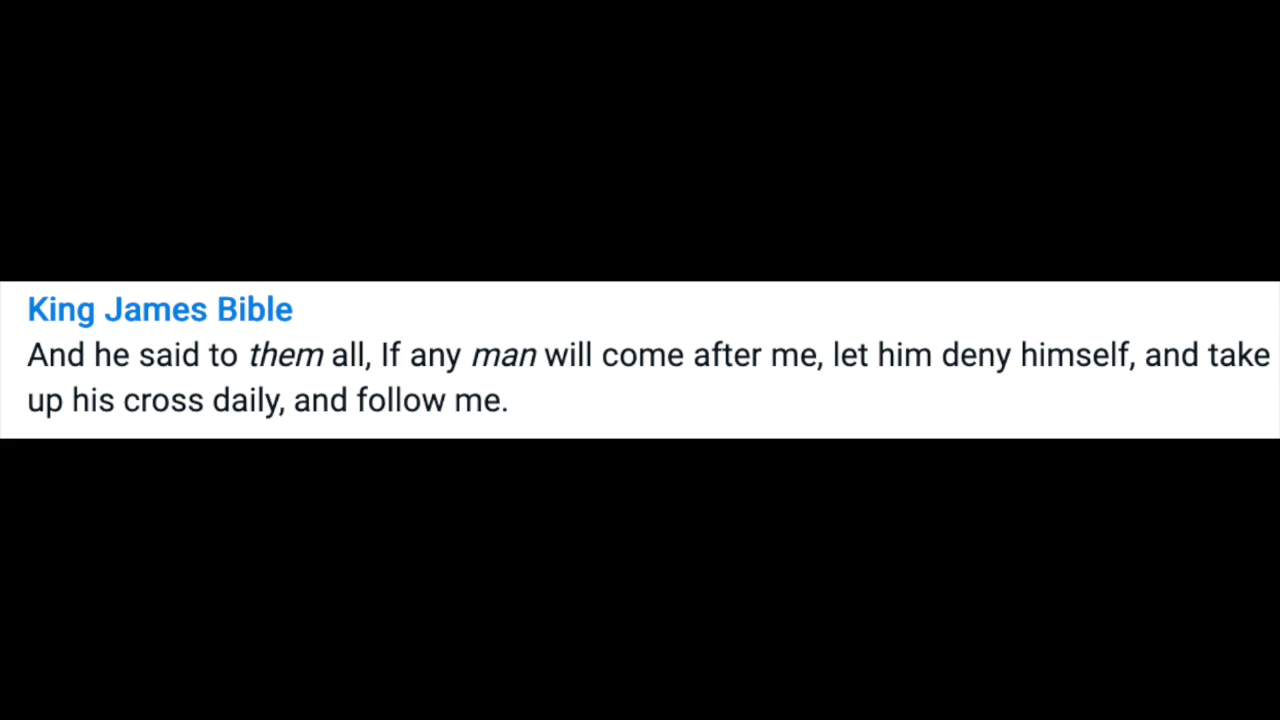 King James Bible
And he said to them all, If any man will come after me, let him deny himself, and take
up his cross daily, and follow me.